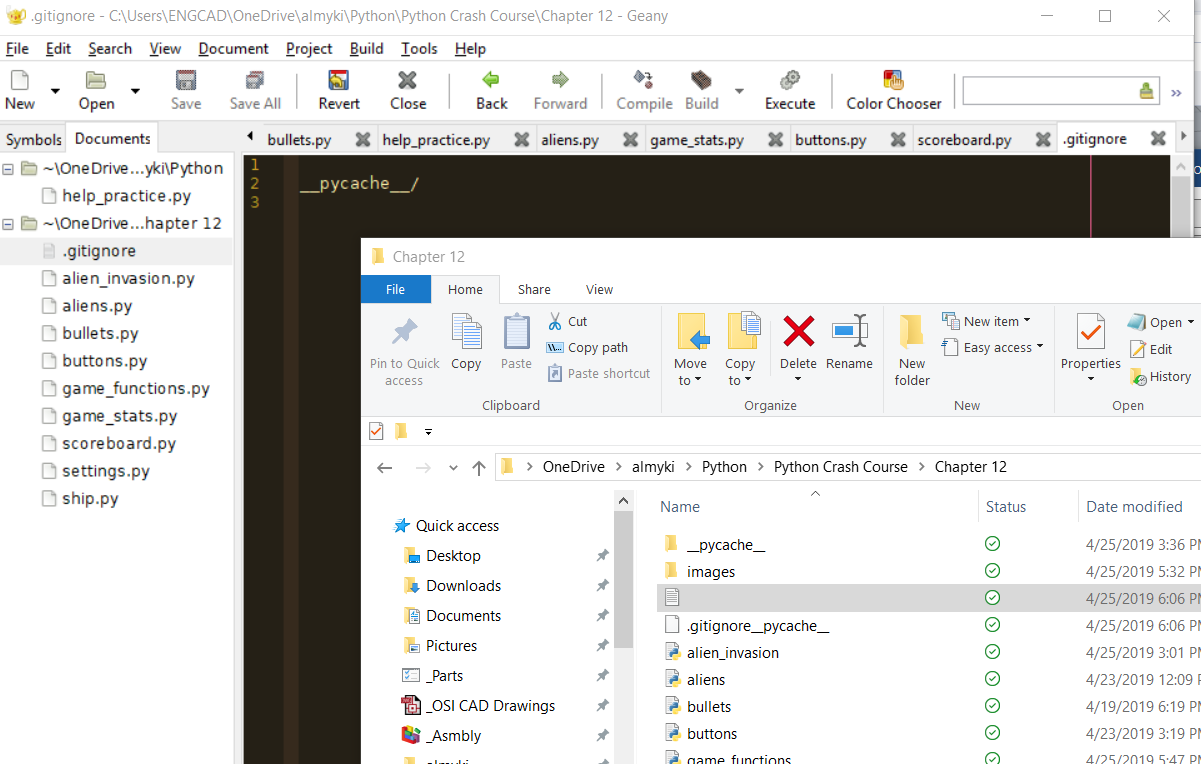 .gitignore - C:\Users\ENGCAD\OneDrive\almyki\Python\Python Crash Course\Chapter 12 - Geany
File Edit Search View Document Project Build Tools Help
New Open Save Save All Revert Close Back Forward Compile Build Execute Color Chooser »
Symbols Documents bullets.py help_practice.py aliens.py game_stats.py buttons.py scoreboard.py .gitignore
~\OneDrive...yki\Python
help_practice.py
~\OneDrive...hapter 12
.gitignore
alien_invasion.py
aliens.py
bullets.py
buttons.py
game_functions.py
game_stats.py
scoreboard.py
settings.py
ship.py
1
2 __pycache__/
3
Chapter 12
File Home Share View
Pin to Quick access
Copy
Paste
Cut
Copy path
Paste shortcut
Clipboard
Move to
Copy to
Delete
Rename
Organize
New folder
New item
Easy access
New
Properties
Open
Edit
History
Open
OneDrive > almyki > Python > Python Crash Course > Chapter 12
Quick access
Desktop
Downloads
Documents
Pictures
_Parts
_OSI CAD Drawings
_Asmbly
almyki
Name Status Date modified
__pycache__ 4/25/2019 3:36 PM
images 4/25/2019 5:32 PM
4/25/2019 6:06 PM
.gitignore__pycache__ 4/25/2019 6:06 PM
alien_invasion 4/25/2019 3:01 PM
aliens 4/23/2019 12:09 P
bullets 4/19/2019 6:19 PM
buttons 4/23/2019 3:19 PM
game_functions 4/25/2019 5:47 PM